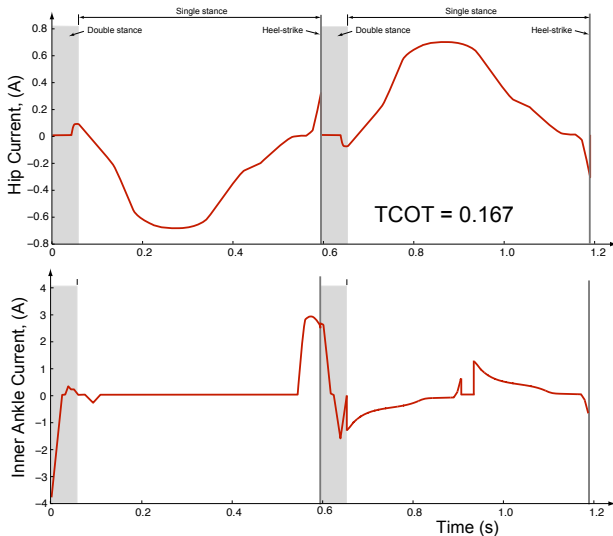 Single stance Single stance
Double stance Heel-strike Double stance Heel-strike
0.8
0.6
0.4
0.2
0
-0.2
-0.4
-0.6
-0.8
Hip Current, (A)
TCOT = 0.167
0 0.2 0.4 0.6 0.8 1.0 1.2
4
3
2
1
0
-1
-2
-3
-4
Inner Ankle Current, (A)
0 0.2 0.4 0.6 0.8 1.0 1.2
Time (s)